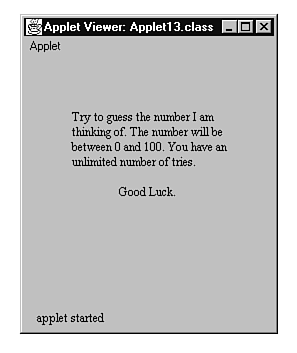 Applet Viewer: Applet13.class
Applet
Try to guess the number I am
thinking of. The number will be
between 0 and 100. You have an
unlimited number of tries.
Good Luck.
applet started